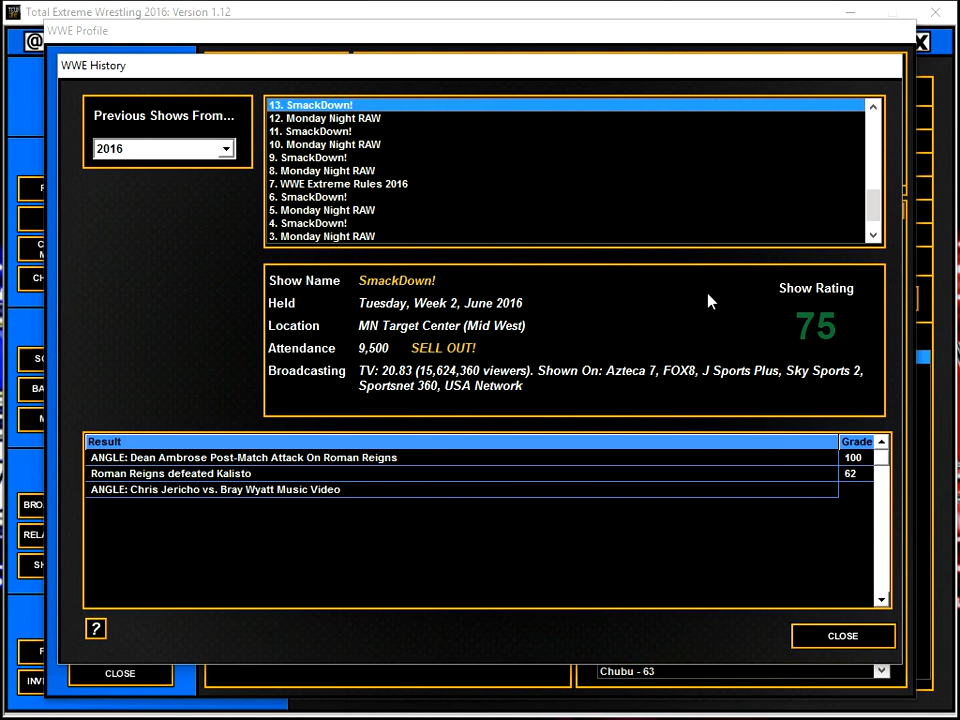 Total Extreme Wrestling 2016: Version 1.12
WWE Profile
WWE History
Previous Shows From...
2016
13. SmackDown!
12. Monday Night RAW
11. SmackDown!
10. Monday Night RAW
9. SmackDown!
8. Monday Night RAW
7. WWE Extreme Rules 2016
6. SmackDown!
5. Monday Night RAW
4. SmackDown!
3. Monday Night RAW
Show Name SmackDown!
Held Tuesday, Week 2, June 2016
Location MN Target Center (Mid West)
Attendance 9,500 SELL OUT!
Broadcasting TV: 20.83 (15,624,360 viewers). Shown On: Azteca 7, FOX8, J Sports Plus, Sky Sports 2,
Sportsnet 360, USA Network
Show Rating
75
Result Grade
ANGLE: Dean Ambrose Post-Match Attack On Roman Reigns 100
Roman Reigns defeated Kalisto 62
ANGLE: Chris Jericho vs. Bray Wyatt Music Video
?
CLOSE
CLOSE
Chubu - 63